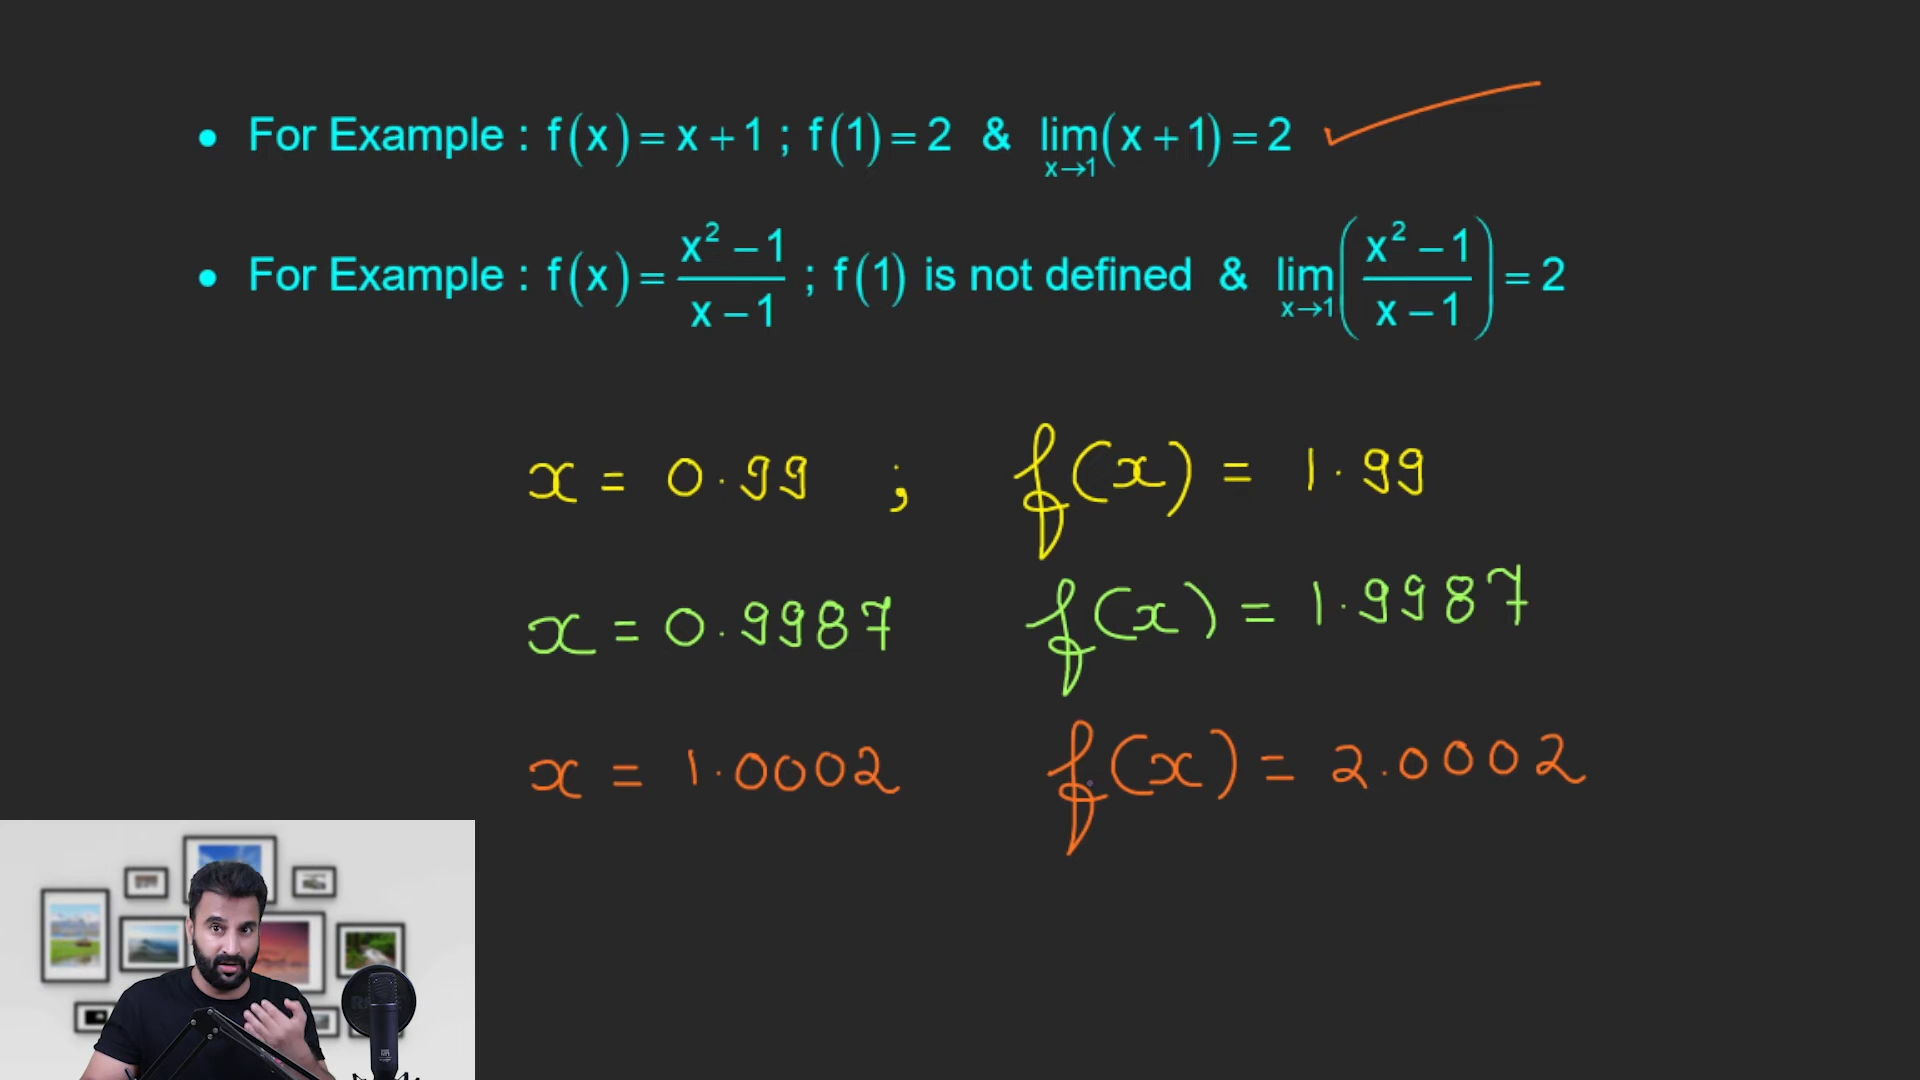 • For Example : f(x) = x + 1 ; f(1) = 2 & lim x→1 (x + 1) = 2
• For Example : f(x) = (x² − 1)/(x − 1) ; f(1) is not defined & lim x→1 ((x² − 1)/(x − 1)) = 2
x = 0.99 ; f(x) = 1.99
x = 0.9987 f(x) = 1.9987
x = 1.0002 f(x) = 2.0002